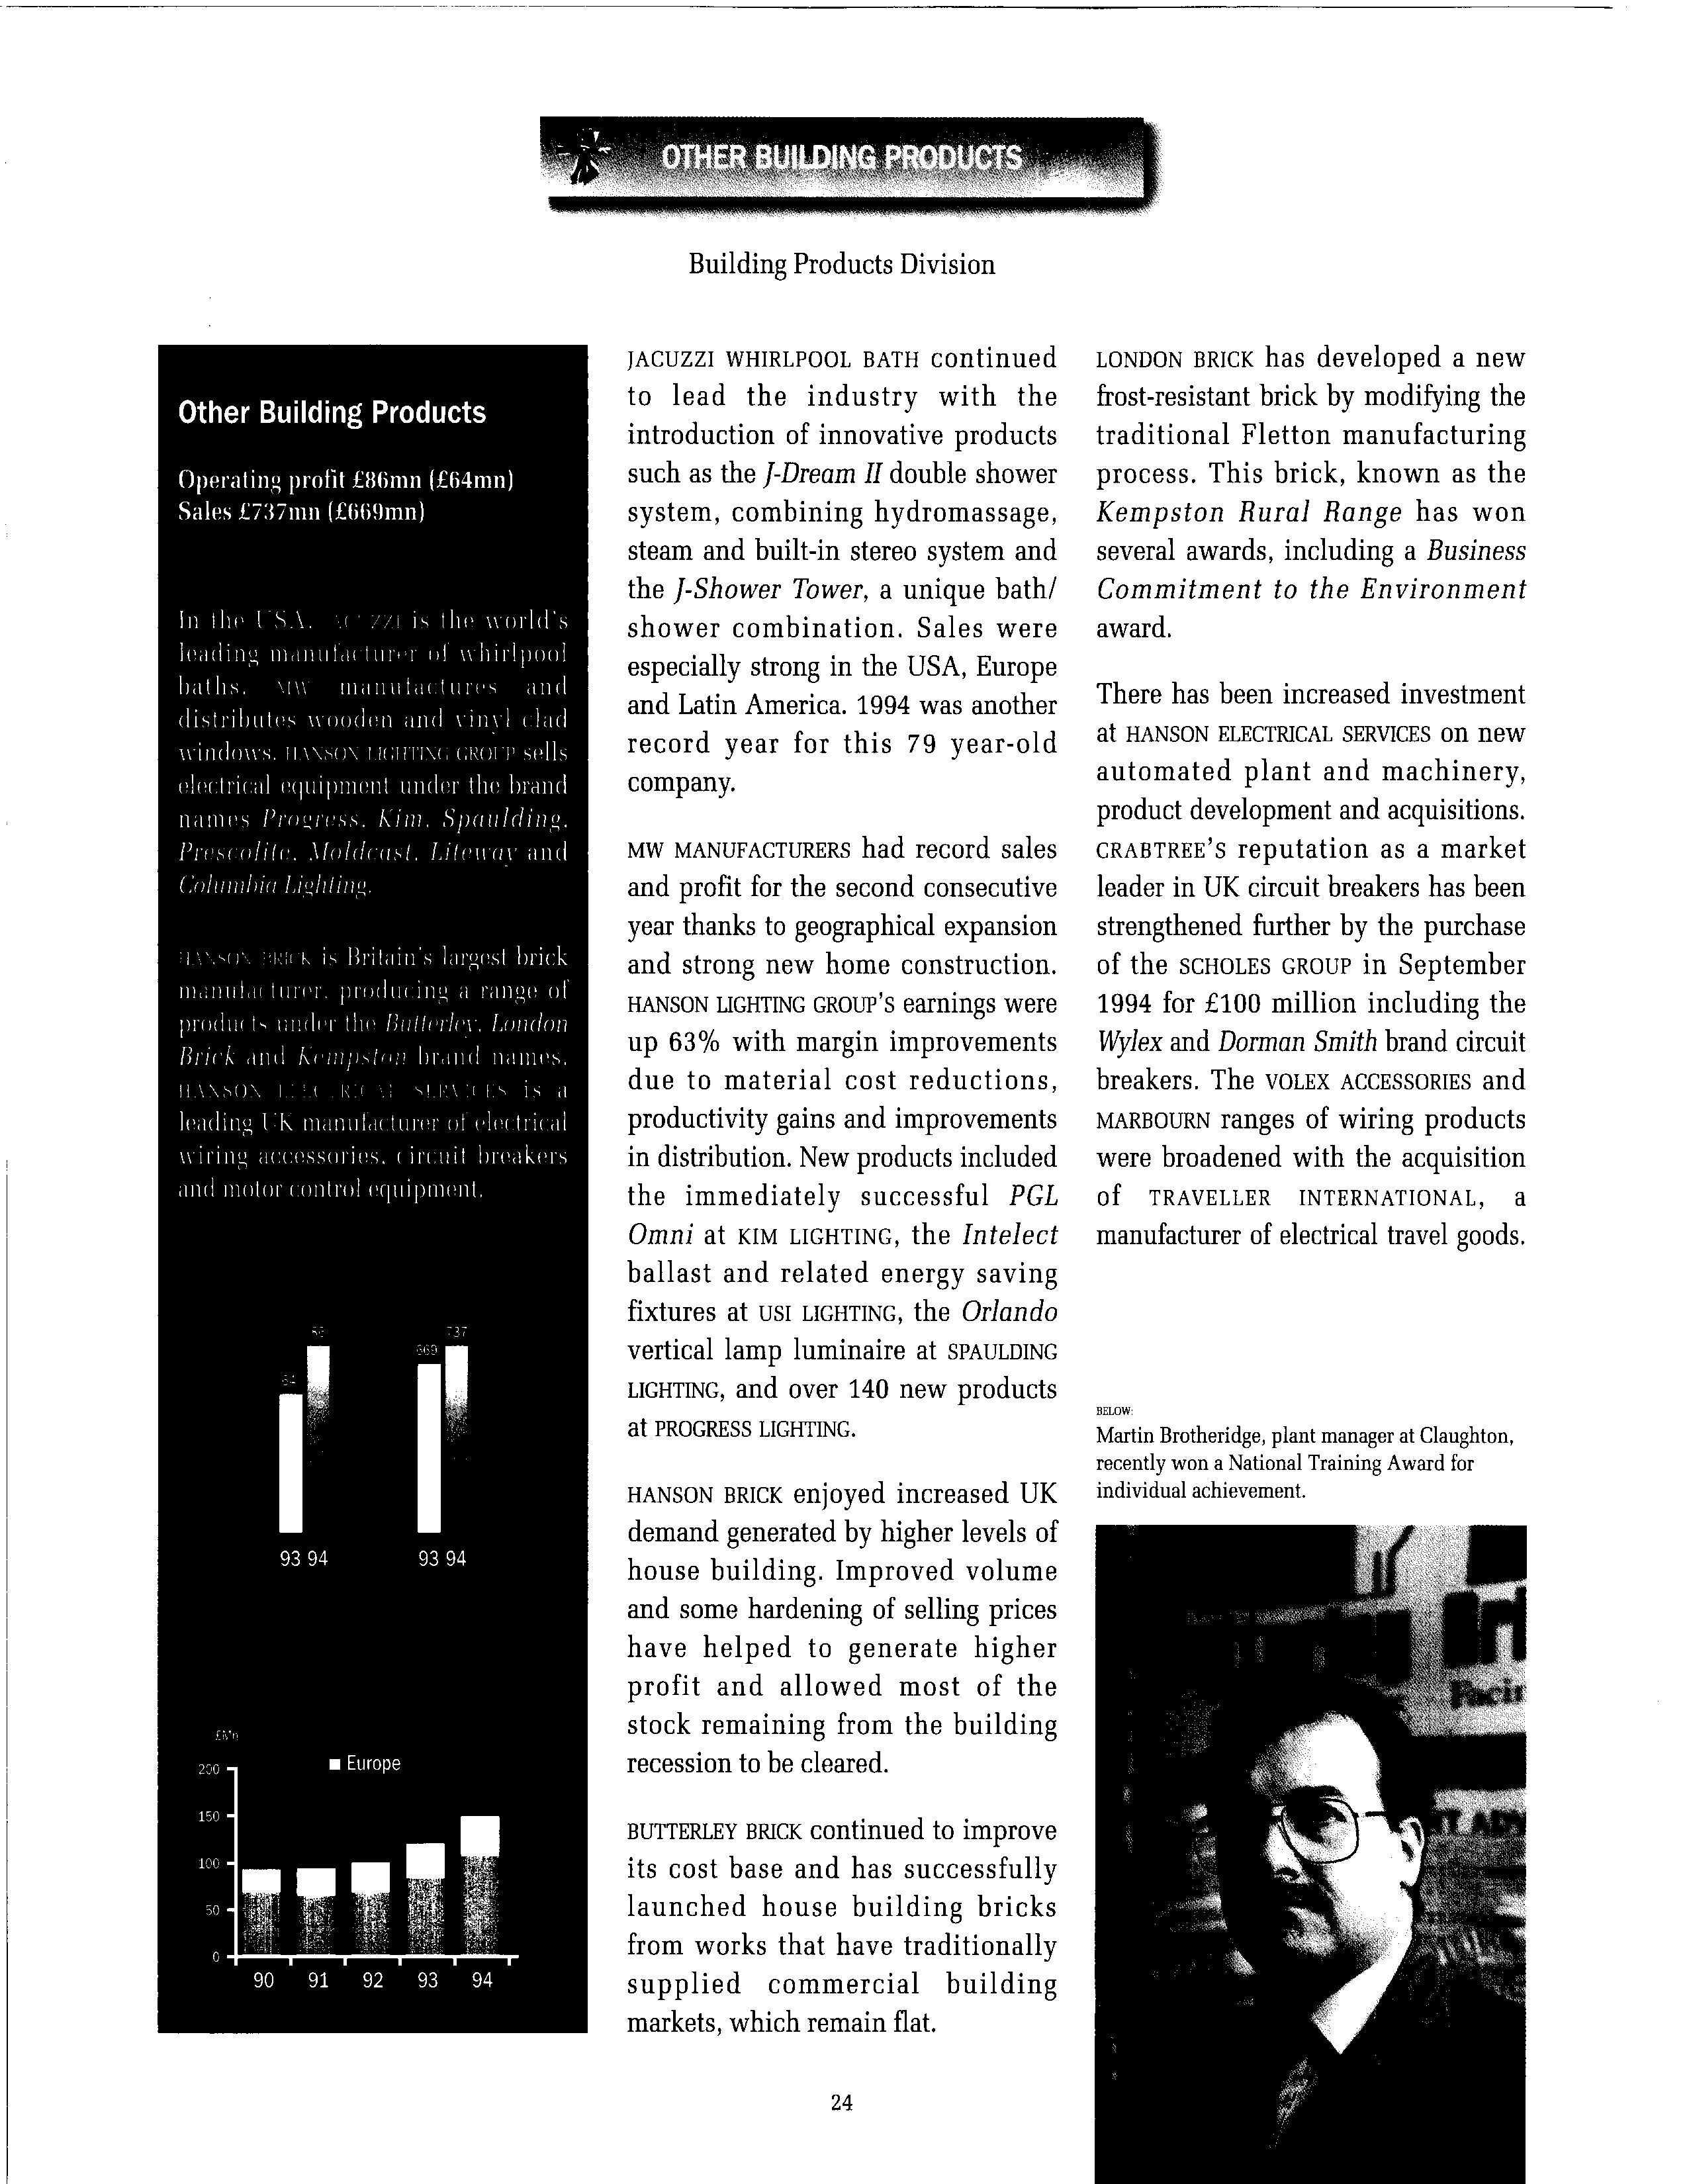 OTHER BUILDING PRODUCTS
Building Products Division
Other Building Products
Operating profit £86mn (£64mn)
Sales £737mn (£669mn)
In the USA, is the world's
leading manufacturer of whirlpool
baths. MW manufactures and
distributes wooden and vinyl clad
windows. HANSON LIGHTING GROUP sells
electrical equipment under the brand
names Progress, Kim, Spaulding,
Prescolite, Moldcast, Liteway and
Columbia Lighting.
HANSON BRICK is Britain's largest brick
manufacturer, producing a range of
products under the Butterley, London
Brick and Kempston brand names.
HANSON ELECTRICAL SERVICES is a
leading UK manufacturer of electrical
wiring accessories, circuit breakers
and motor control equipment.
86 737
669
64
93 94 93 94
£Mn
200 Europe
150
100
50
0
90 91 92 93 94
JACUZZI WHIRLPOOL BATH continued
to lead the industry with the
introduction of innovative products
such as the J-Dream II double shower
system, combining hydromassage,
steam and built-in stereo system and
the J-Shower Tower, a unique bath/
shower combination. Sales were
especially strong in the USA, Europe
and Latin America. 1994 was another
record year for this 79 year-old
company.
MW MANUFACTURERS had record sales
and profit for the second consecutive
year thanks to geographical expansion
and strong new home construction.
HANSON LIGHTING GROUP'S earnings were
up 63% with margin improvements
due to material cost reductions,
productivity gains and improvements
in distribution. New products included
the immediately successful PGL
Omni at KIM LIGHTING, the Intelect
ballast and related energy saving
fixtures at USI LIGHTING, the Orlando
vertical lamp luminaire at SPAULDING
LIGHTING, and over 140 new products
at PROGRESS LIGHTING.
HANSON BRICK enjoyed increased UK
demand generated by higher levels of
house building. Improved volume
and some hardening of selling prices
have helped to generate higher
profit and allowed most of the
stock remaining from the building
recession to be cleared.
BUTTERLEY BRICK continued to improve
its cost base and has successfully
launched house building bricks
from works that have traditionally
supplied commercial building
markets, which remain flat.
LONDON BRICK has developed a new
frost-resistant brick by modifying the
traditional Fletton manufacturing
process. This brick, known as the
Kempston Rural Range has won
several awards, including a Business
Commitment to the Environment
award.
There has been increased investment
at HANSON ELECTRICAL SERVICES on new
automated plant and machinery,
product development and acquisitions.
CRABTREE'S reputation as a market
leader in UK circuit breakers has been
strengthened further by the purchase
of the SCHOLES GROUP in September
1994 for £100 million including the
Wylex and Dorman Smith brand circuit
breakers. The VOLEX ACCESSORIES and
MARBOURN ranges of wiring products
were broadened with the acquisition
of TRAVELLER INTERNATIONAL, a
manufacturer of electrical travel goods.
BELOW:
Martin Brotheridge, plant manager at Claughton,
recently won a National Training Award for
individual achievement.
24